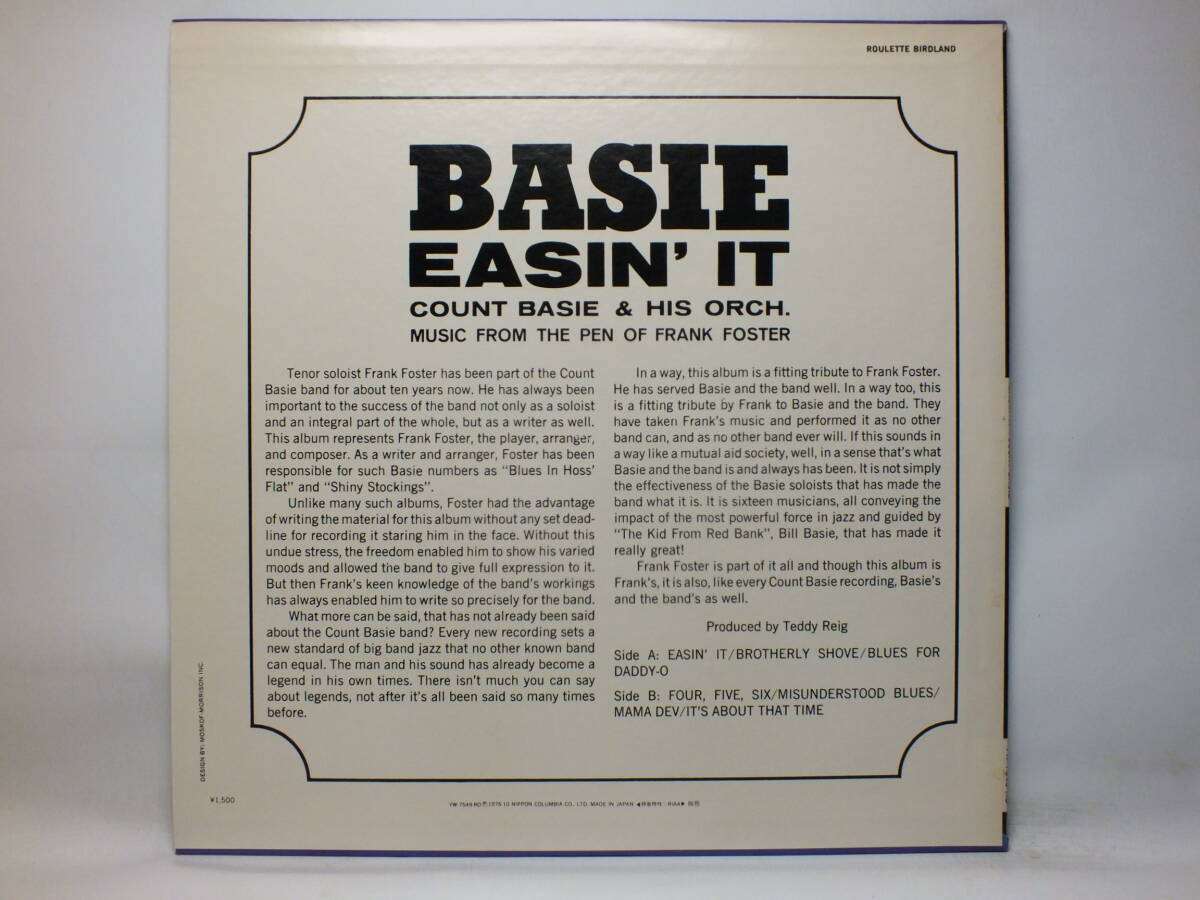 ROULETTE BIRDLAND
BASIE
EASIN' IT
COUNT BASIE & HIS ORCH.
MUSIC FROM THE PEN OF FRANK FOSTER
Tenor soloist Frank Foster has been part of the Count
Basie band for about ten years now. He has always been
important to the success of the band not only as a soloist
and an integral part of the whole, but as a writer as well.
This album represents Frank Foster, the player, arranger,
and composer. As a writer and arranger, Foster has been
responsible for such Basie numbers as "Blues In Hoss'
Flat" and "Shiny Stockings".
Unlike many such albums, Foster had the advantage
of writing the material for this album without any set dead-
line for recording it staring him in the face. Without this
undue stress, the freedom enabled him to show his varied
moods and allowed the band to give full expression to it.
But then Frank's keen knowledge of the band's workings
has always enabled him to write so precisely for the band.
What more can be said, that has not already been said
about the Count Basie band? Every new recording sets a
new standard of big band jazz that no other known band
can equal. The man and his sound has already become a
legend in his own times. There isn't much you can say
about legends, not after it's all been said so many times
before.
In a way, this album is a fitting tribute to Frank Foster.
He has served Basie and the band well. In a way too, this
is a fitting tribute by Frank to Basie and the band. They
have taken Frank's music and performed it as no other
band can, and as no other band ever will. If this sounds in
a way like a mutual aid society, well, in a sense that's what
Basie and the band is and always has been. It is not simply
the effectiveness of the Basie soloists that has made the
band what it is. It is sixteen musicians, all conveying the
impact of the most powerful force in jazz and guided by
"The Kid From Red Bank", Bill Basie, that has made it
really great!
Frank Foster is part of it all and though this album is
Frank's, it is also, like every Count Basie recording, Basie's
and the band's as well.
Produced by Teddy Reig
Side A: EASIN' IT/BROTHERLY SHOVE/BLUES FOR
DADDY-O
Side B: FOUR, FIVE, SIX/MISUNDERSTOOD BLUES/
MAMA DEV/IT'S ABOUT THAT TIME
DESIGN BY: MOSKOF-MORRISON INC.
¥1,500
YW-7549-RO Ⓟ 1976·10 NIPPON COLUMBIA CO., LTD. MADE IN JAPAN ◀ : RIAA▶